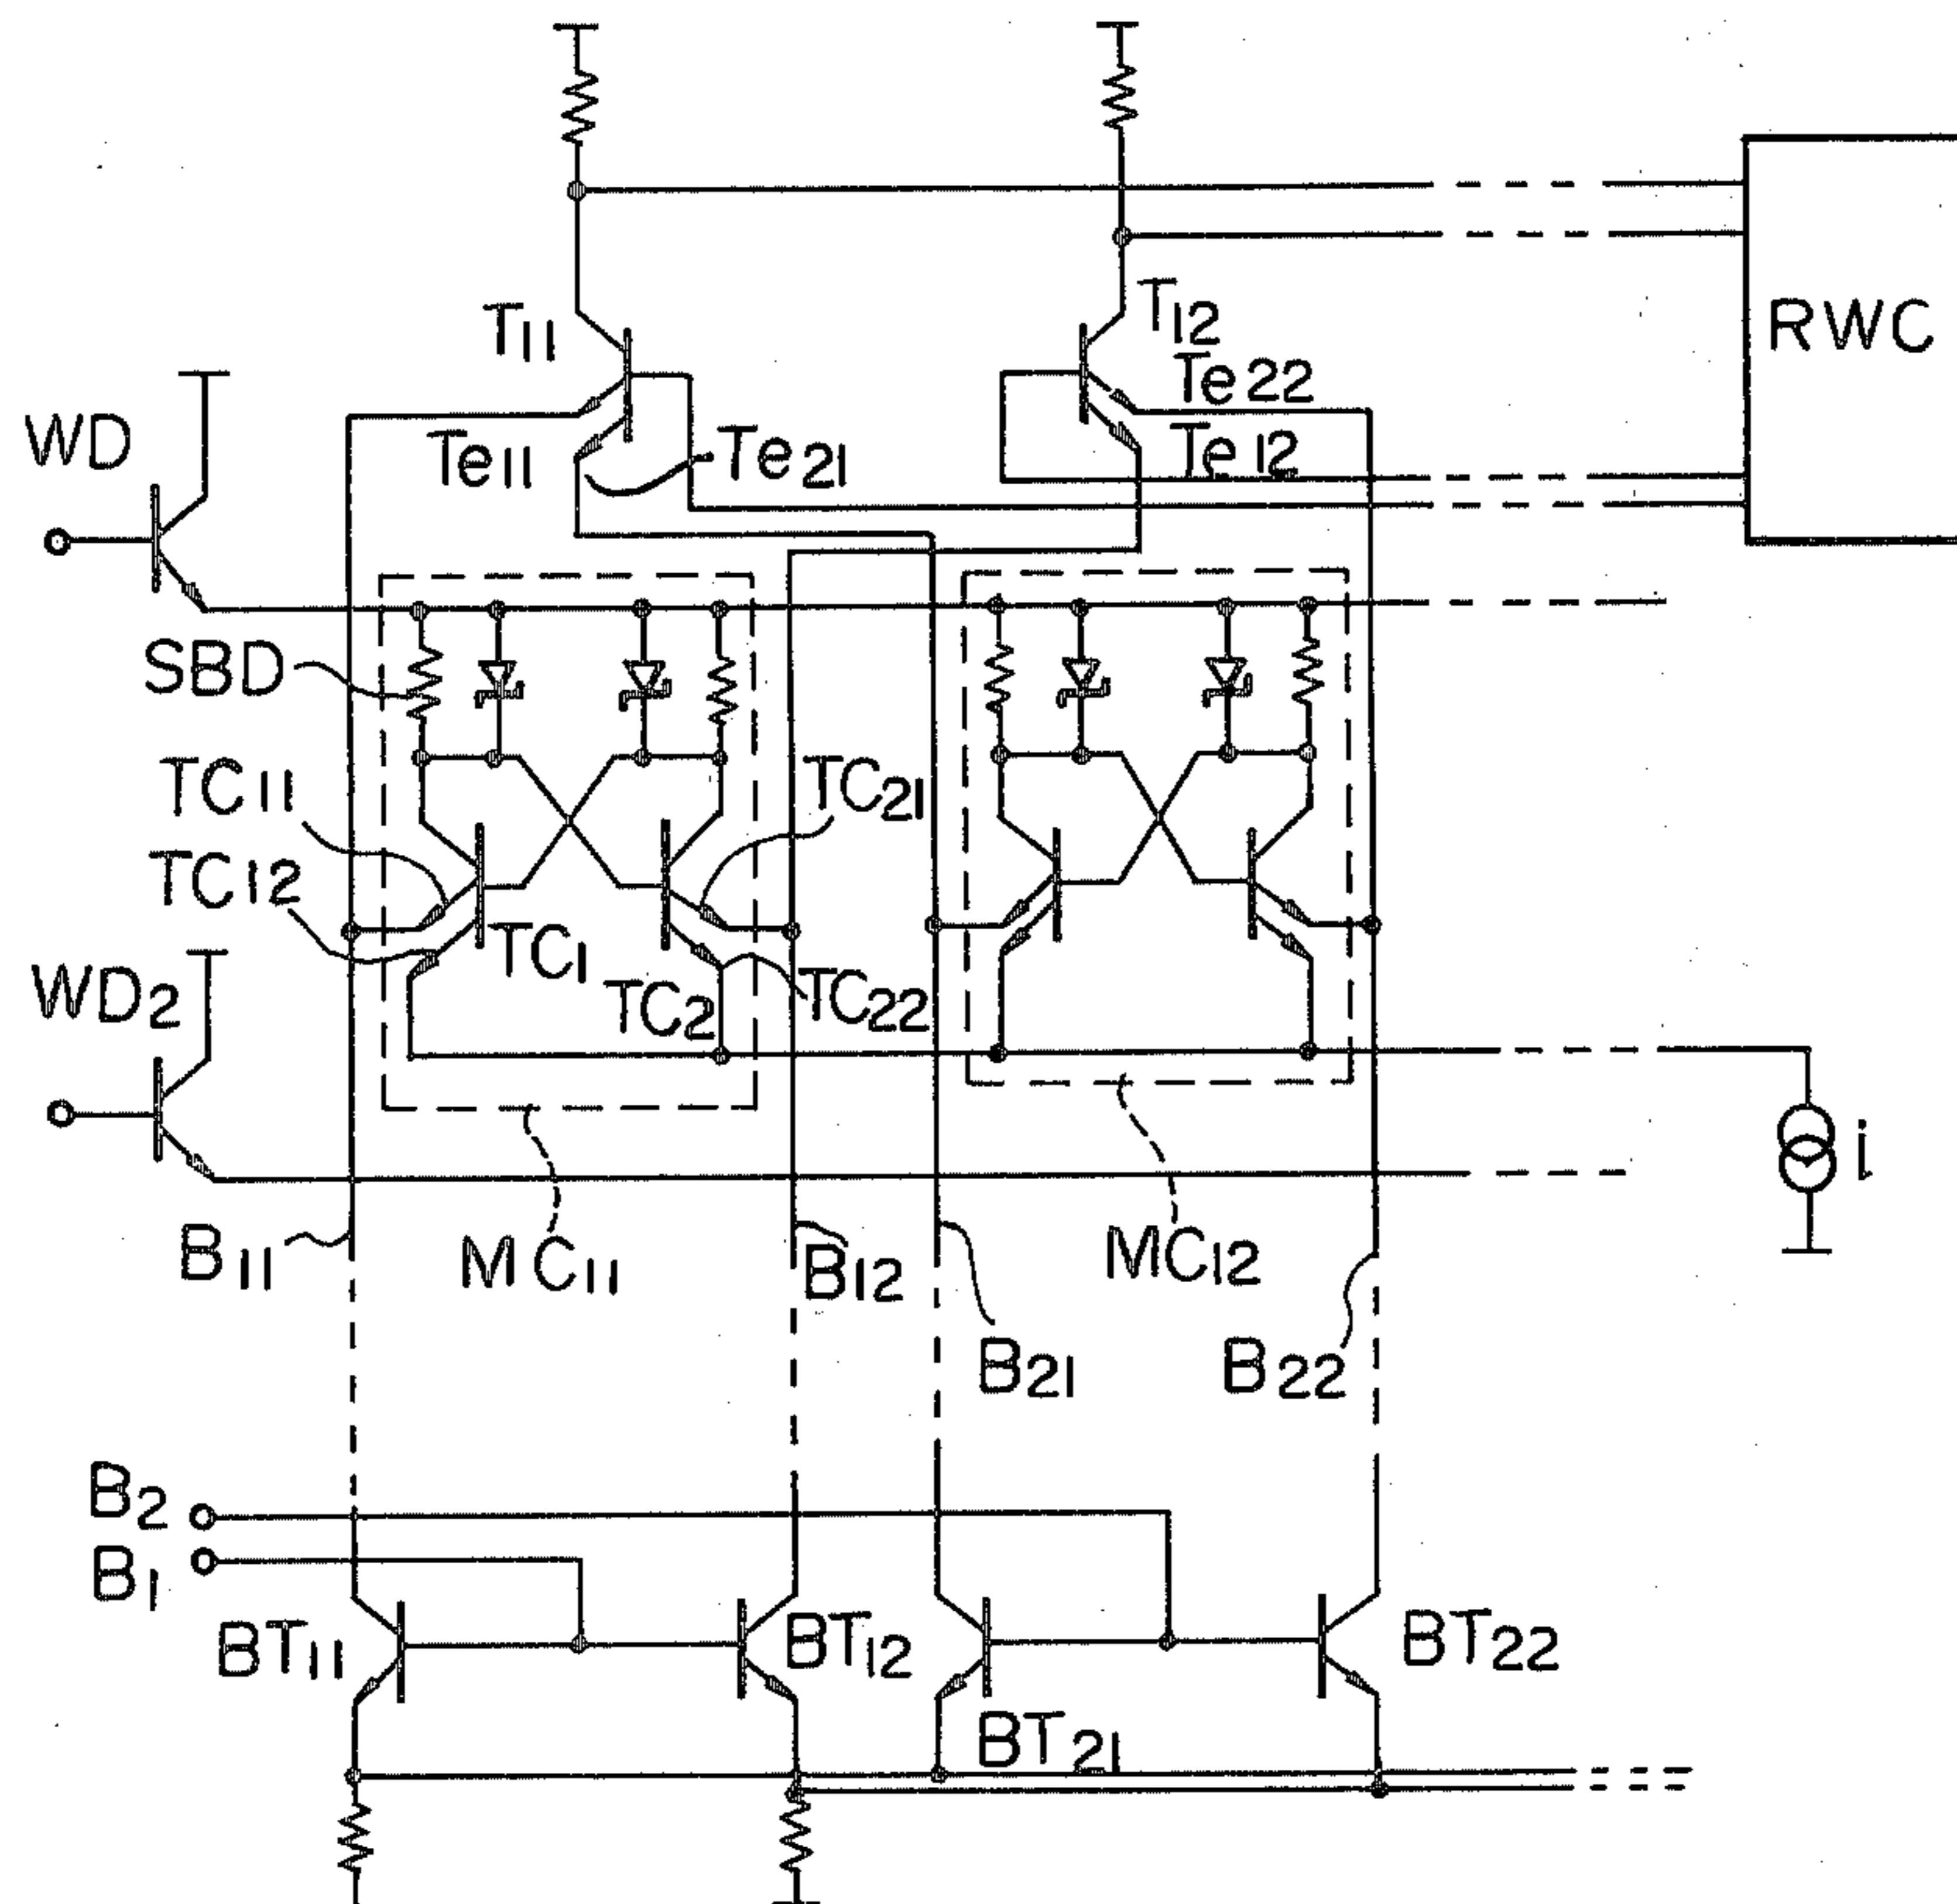 T11
T12
RWC
Te22
WD
Te11
Te21
Te12
SBD
TC11
TC21
TC12
TC1
WD2
TC2
TC22
i
B11
MC11
B12
MC12
B21
B22
B2
B1
BT11
BT12
BT22
BT21